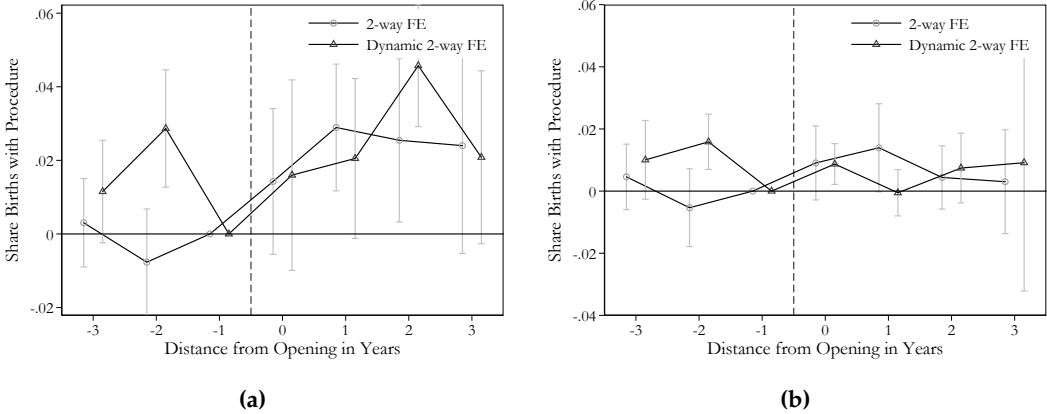 Share Births with Procedure
.06
.04
.02
0
-.02
2-way FE
Dynamic 2-way FE
-3 -2 -1 0 1 2 3
Distance from Opening in Years
(a)
Share Births with Procedure
.06
.04
.02
0
-.02
-.04
2-way FE
Dynamic 2-way FE
-3 -2 -1 0 1 2 3
Distance from Opening in Years
(b)